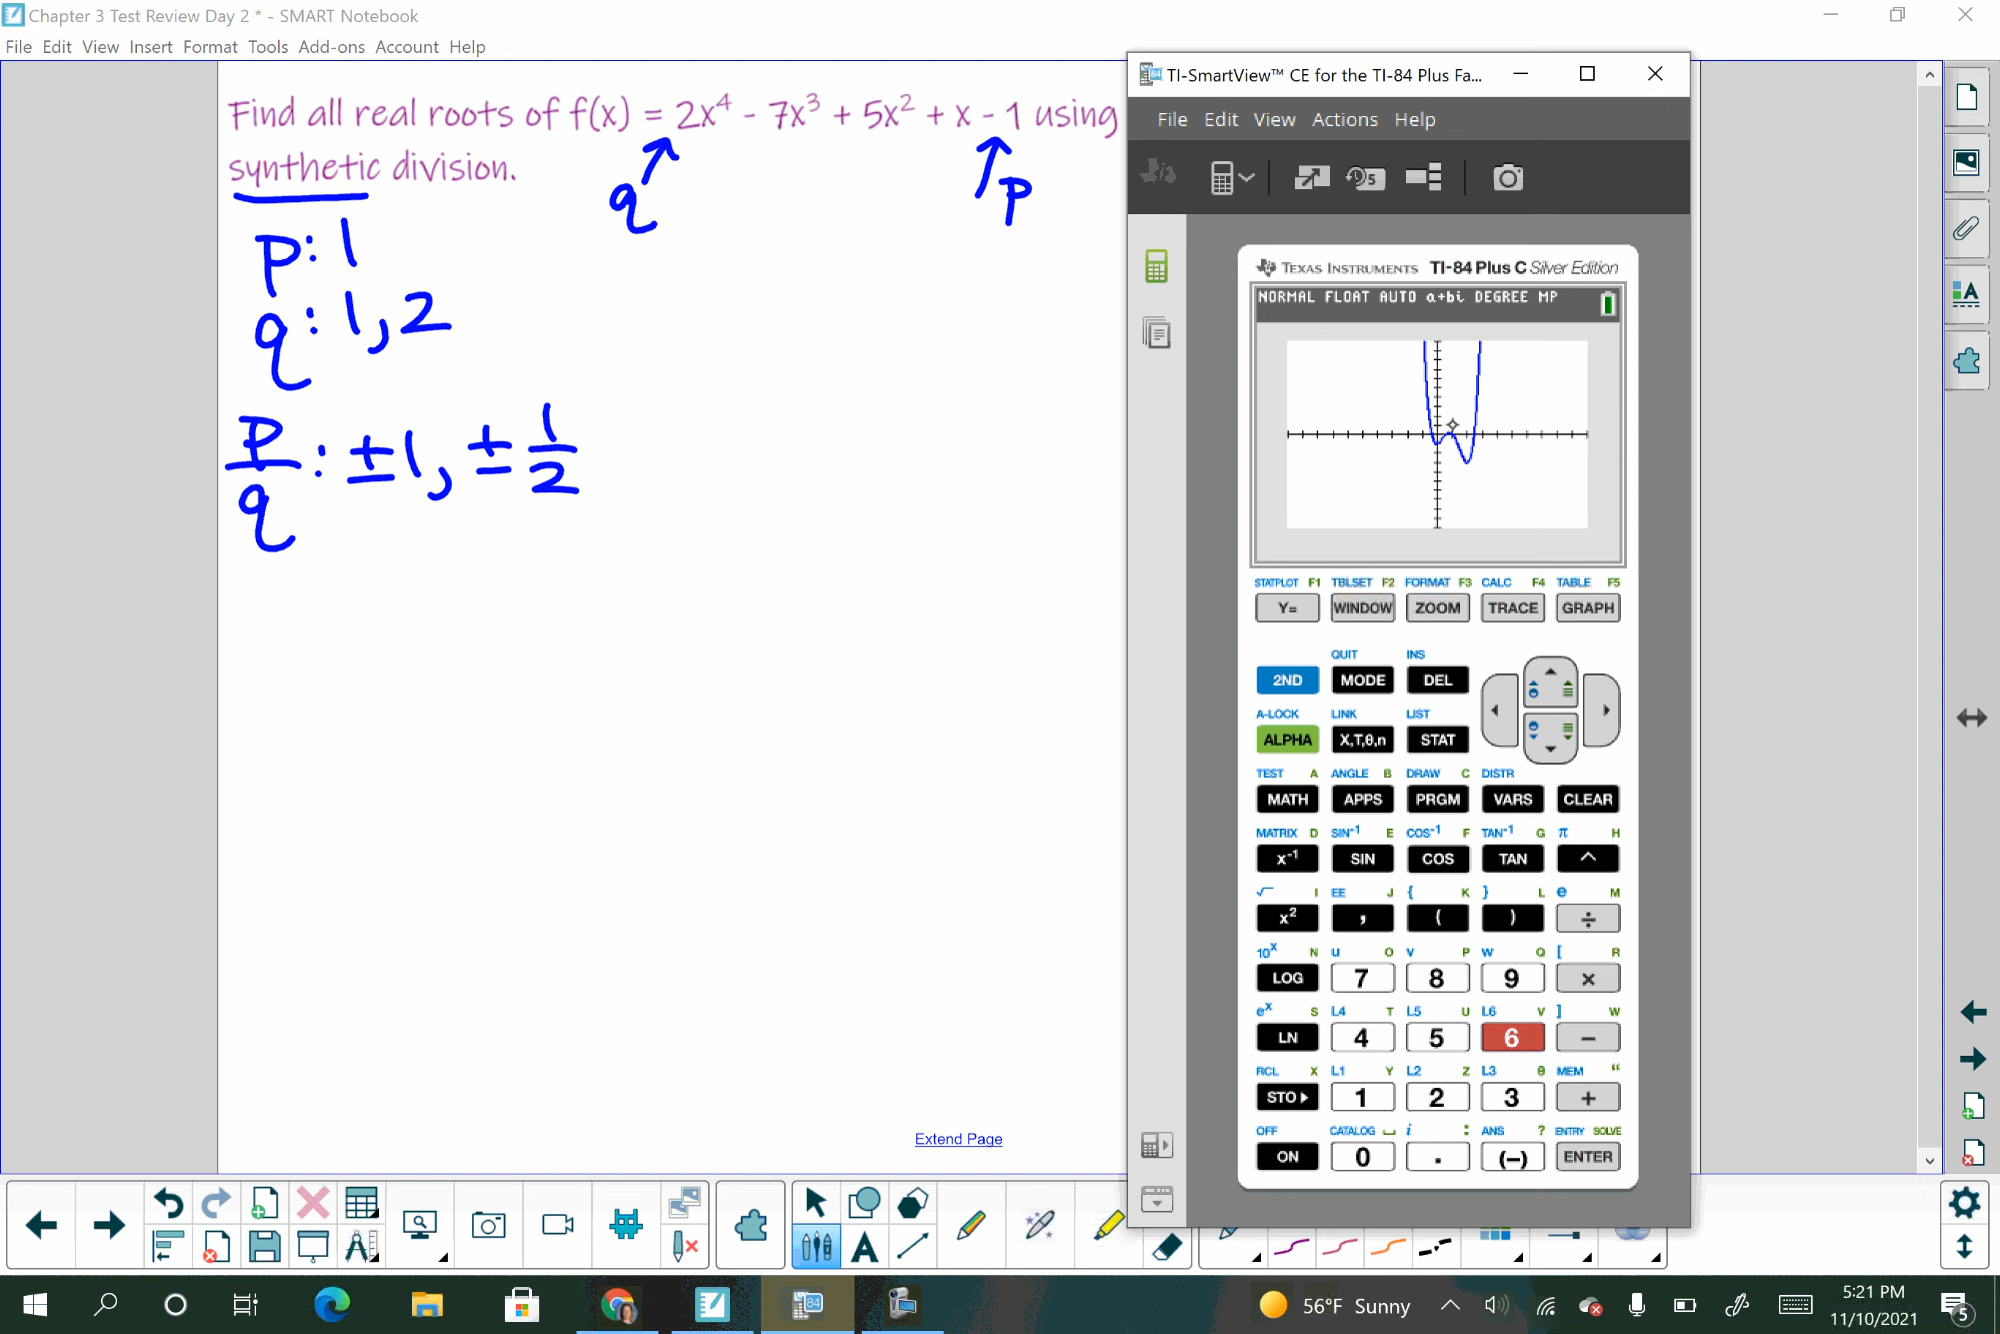 Chapter 3 Test Review Day 2 * - SMART Notebook
File Edit View Insert Format Tools Add-ons Account Help
Find all real roots of f(x) = 2x⁴ - 7x³ + 5x² + x - 1 using
synthetic division.
q
p
p: 1
q: 1, 2
p/q: ±1, ±1/2
Extend Page
TI-SmartView™ CE for the TI-84 Plus Fa...
File Edit View Actions Help
TEXAS INSTRUMENTS TI-84 Plus C Silver Edition
NORMAL FLOAT AUTO a+bi DEGREE MP
STATPLOT F1 TBLSET F2 FORMAT F3 CALC F4 TABLE F5
Y= WINDOW ZOOM TRACE GRAPH
QUIT INS
2ND MODE DEL
A-LOCK LINK LIST
ALPHA X,T,θ,n STAT
TEST A ANGLE B DRAW C DISTR
MATH APPS PRGM VARS CLEAR
MATRIX D SIN⁻¹ E COS⁻¹ F TAN⁻¹ G π H
x⁻¹ SIN COS TAN ^
√ I EE J { K } L e M
x² , ( ) ÷
10ˣ N u O v P w Q [ R
LOG 7 8 9 ×
eˣ S L4 T L5 U L6 V ] W
LN 4 5 6 −
RCL X L1 Y L2 Z L3 θ MEM "
STO▸ 1 2 3 +
OFF CATALOG ⎵ i : ANS ? ENTRY SOLVE
ON 0 . (−) ENTER
56°F Sunny
5:21 PM
11/10/2021
5